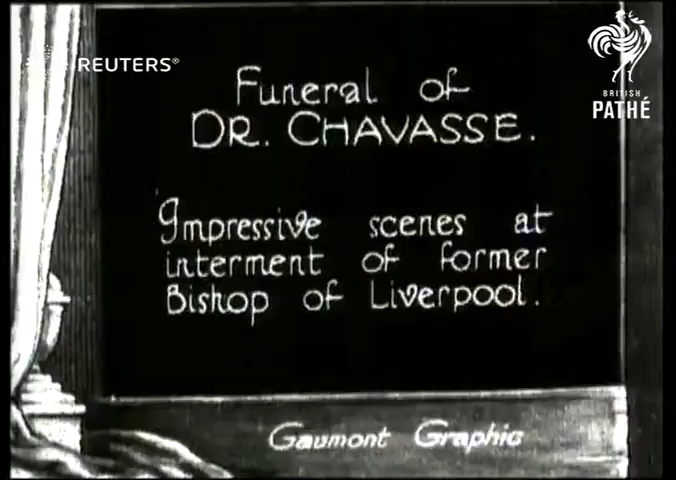 REUTERS®
BRITISH
PATHÉ
Funeral of
DR. CHAVASSE.
Impressive scenes at
interment of former
Bishop of Liverpool.
Gaumont Graphic